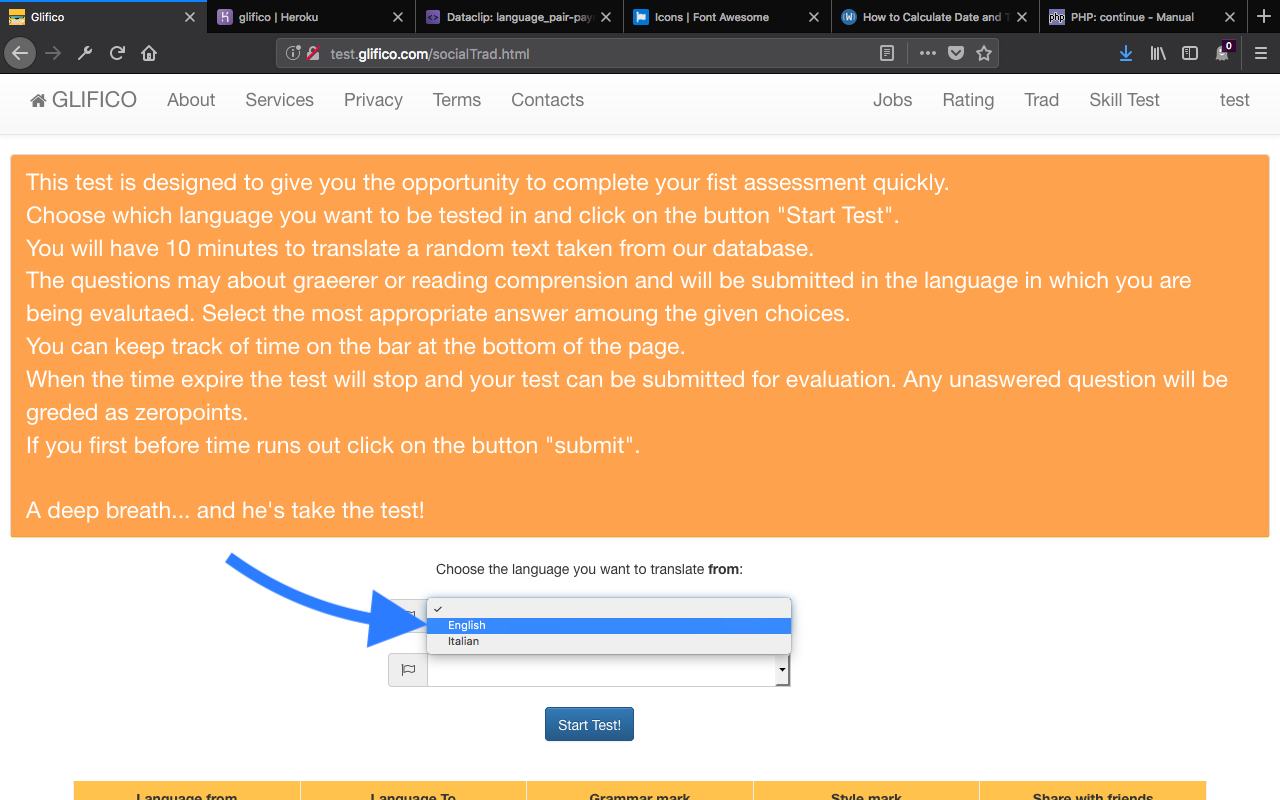 Glifico
glifico | Heroku
Dataclip: language_pair-pay
Icons | Font Awesome
How to Calculate Date and T
php PHP: continue - Manual
test.glifico.com/socialTrad.html
0
GLIFICO About Services Privacy Terms Contacts Jobs Rating Trad Skill Test test
This test is designed to give you the opportunity to complete your fist assessment quickly.
Choose which language you want to be tested in and click on the button "Start Test".
You will have 10 minutes to translate a random text taken from our database.
The questions may about graeerer or reading comprension and will be submitted in the language in which you are
being evalutaed. Select the most appropriate answer amoung the given choices.
You can keep track of time on the bar at the bottom of the page.
When the time expire the test will stop and your test can be submitted for evaluation. Any unaswered question will be
greded as zeropoints.
If you first before time runs out click on the button "submit".
A deep breath... and he's take the test!
Choose the language you want to translate from:
English
Italian
Start Test!
Language from Language To Grammar mark Style mark Share with friends